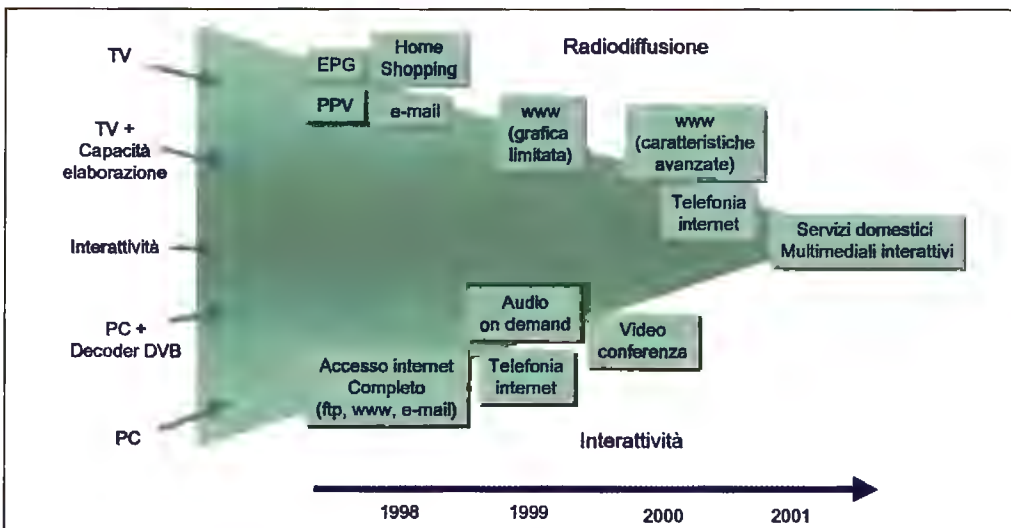 TV
TV +
Capacità
elaborazione
Interattività
PC +
Decoder DVB
PC
EPG
PPV
Home
Shopping
e-mail
Radiodiffusione
www
(grafica
limitata)
www
(caratteristiche
avanzate)
Telefonia
internet
Servizi domestici
Multimediali interattivi
Audio
on demand
Video
conferenza
Accesso internet
Completo
(ftp, www, e-mail)
Telefonia
internet
Interattività
1998
1999
2000
2001